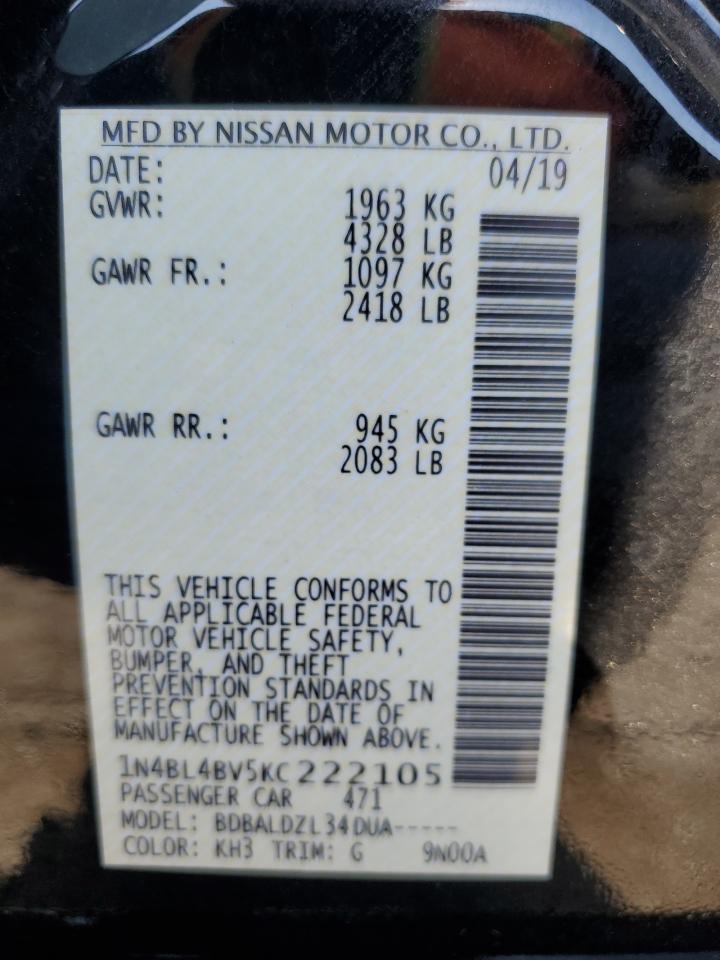 MFD BY NISSAN MOTOR CO., LTD.
DATE: 04/19
GVWR: 1963 KG
4328 LB
GAWR FR.: 1097 KG
2418 LB
GAWR RR.: 945 KG
2083 LB
THIS VEHICLE CONFORMS TO
ALL APPLICABLE FEDERAL
MOTOR VEHICLE SAFETY,
BUMPER, AND THEFT
PREVENTION STANDARDS IN
EFFECT ON THE DATE OF
MANUFACTURE SHOWN ABOVE.
1N4BL4BV5KC222105
PASSENGER CAR 471
MODEL: BDBALDZL34DUA-----
COLOR: KH3 TRIM: G 9N00A